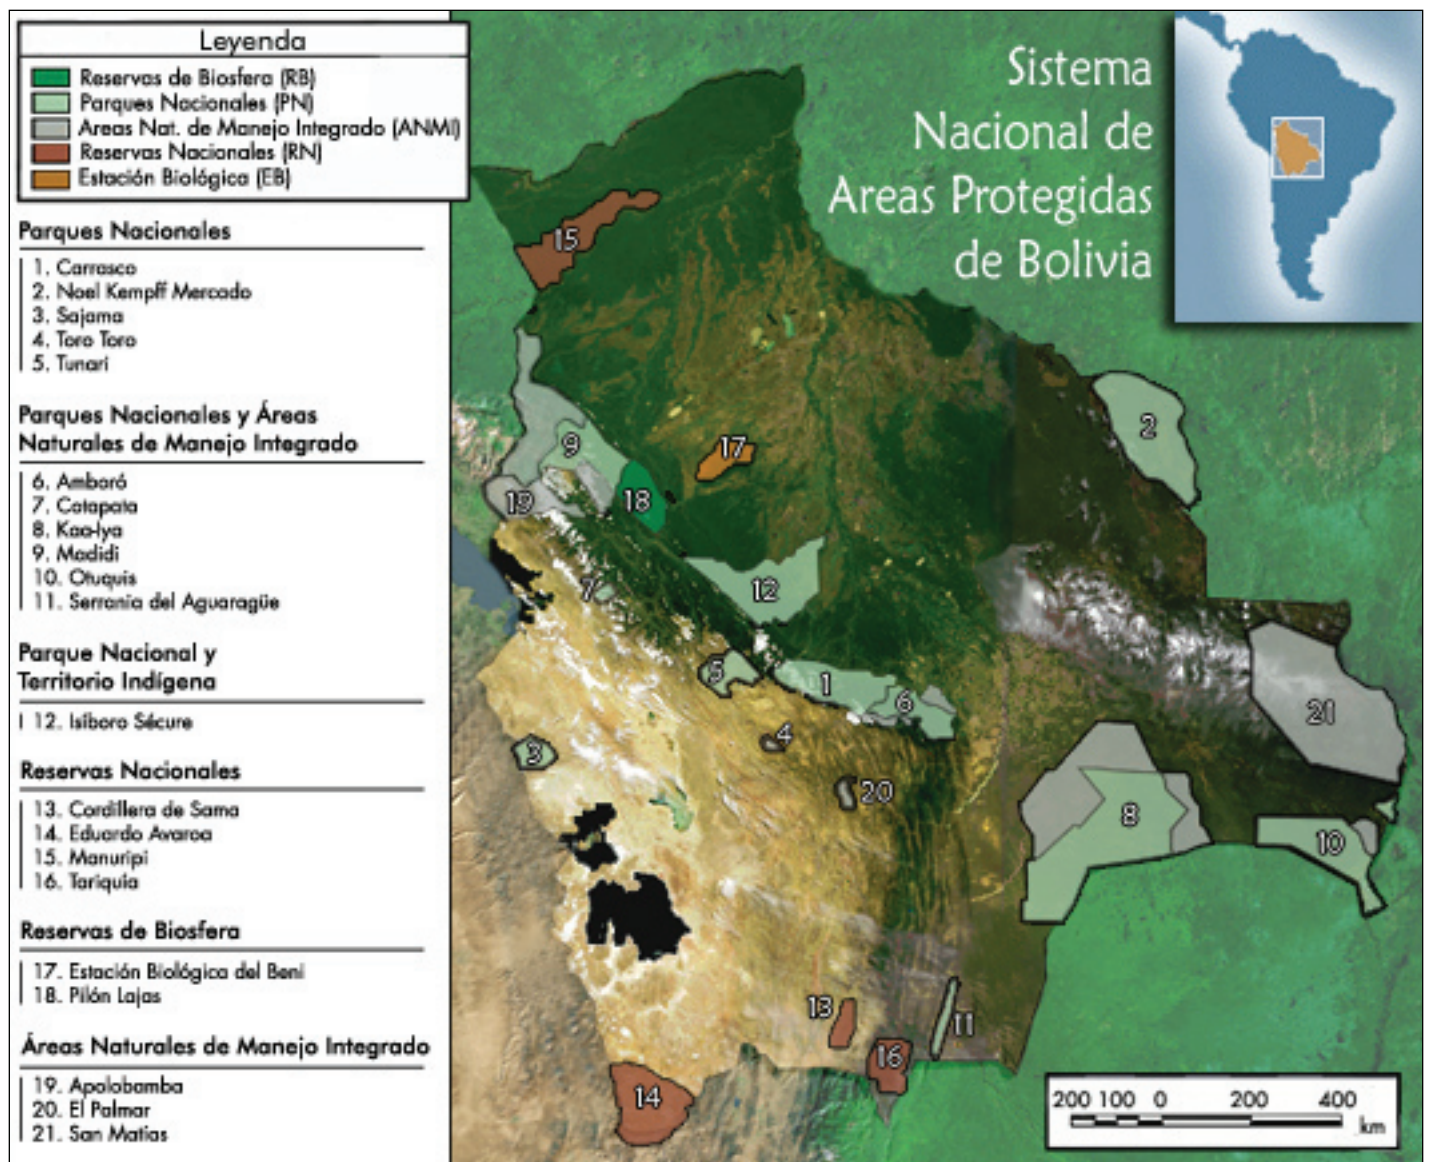 Leyenda
Reservas de Biosfera (RB)
Parques Nacionales (PN)
Areas Nat. de Manejo Integrado (ANMI)
Reservas Nacionales (RN)
Estación Biológica (EB)
Parques Nacionales
1. Carrasco
2. Noel Kempff Mercado
3. Sajama
4. Toro Toro
5. Tunari
Parques Nacionales y Áreas
Naturales de Manejo Integrado
6. Amboró
7. Cotapata
8. Kaa-Iya
9. Madidi
10. Otuquis
11. Serranía del Aguaragüe
Parque Nacional y
Territorio Indígena
12. Isiboro Sécure
Reservas Nacionales
13. Cordillera de Sama
14. Eduardo Avaroa
15. Manuripi
16. Tariquía
Reservas de Biosfera
17. Estación Biológica del Beni
18. Pilón Lajas
Áreas Naturales de Manejo Integrado
19. Apolobamba
20. El Palmar
21. San Matías
Sistema
Nacional de
Areas Protegidas
de Bolivia
15
2
9
17
19
18
7
12
5
1
6
21
4
3
20
8
10
13
11
16
14
200 100 0 200 400
km